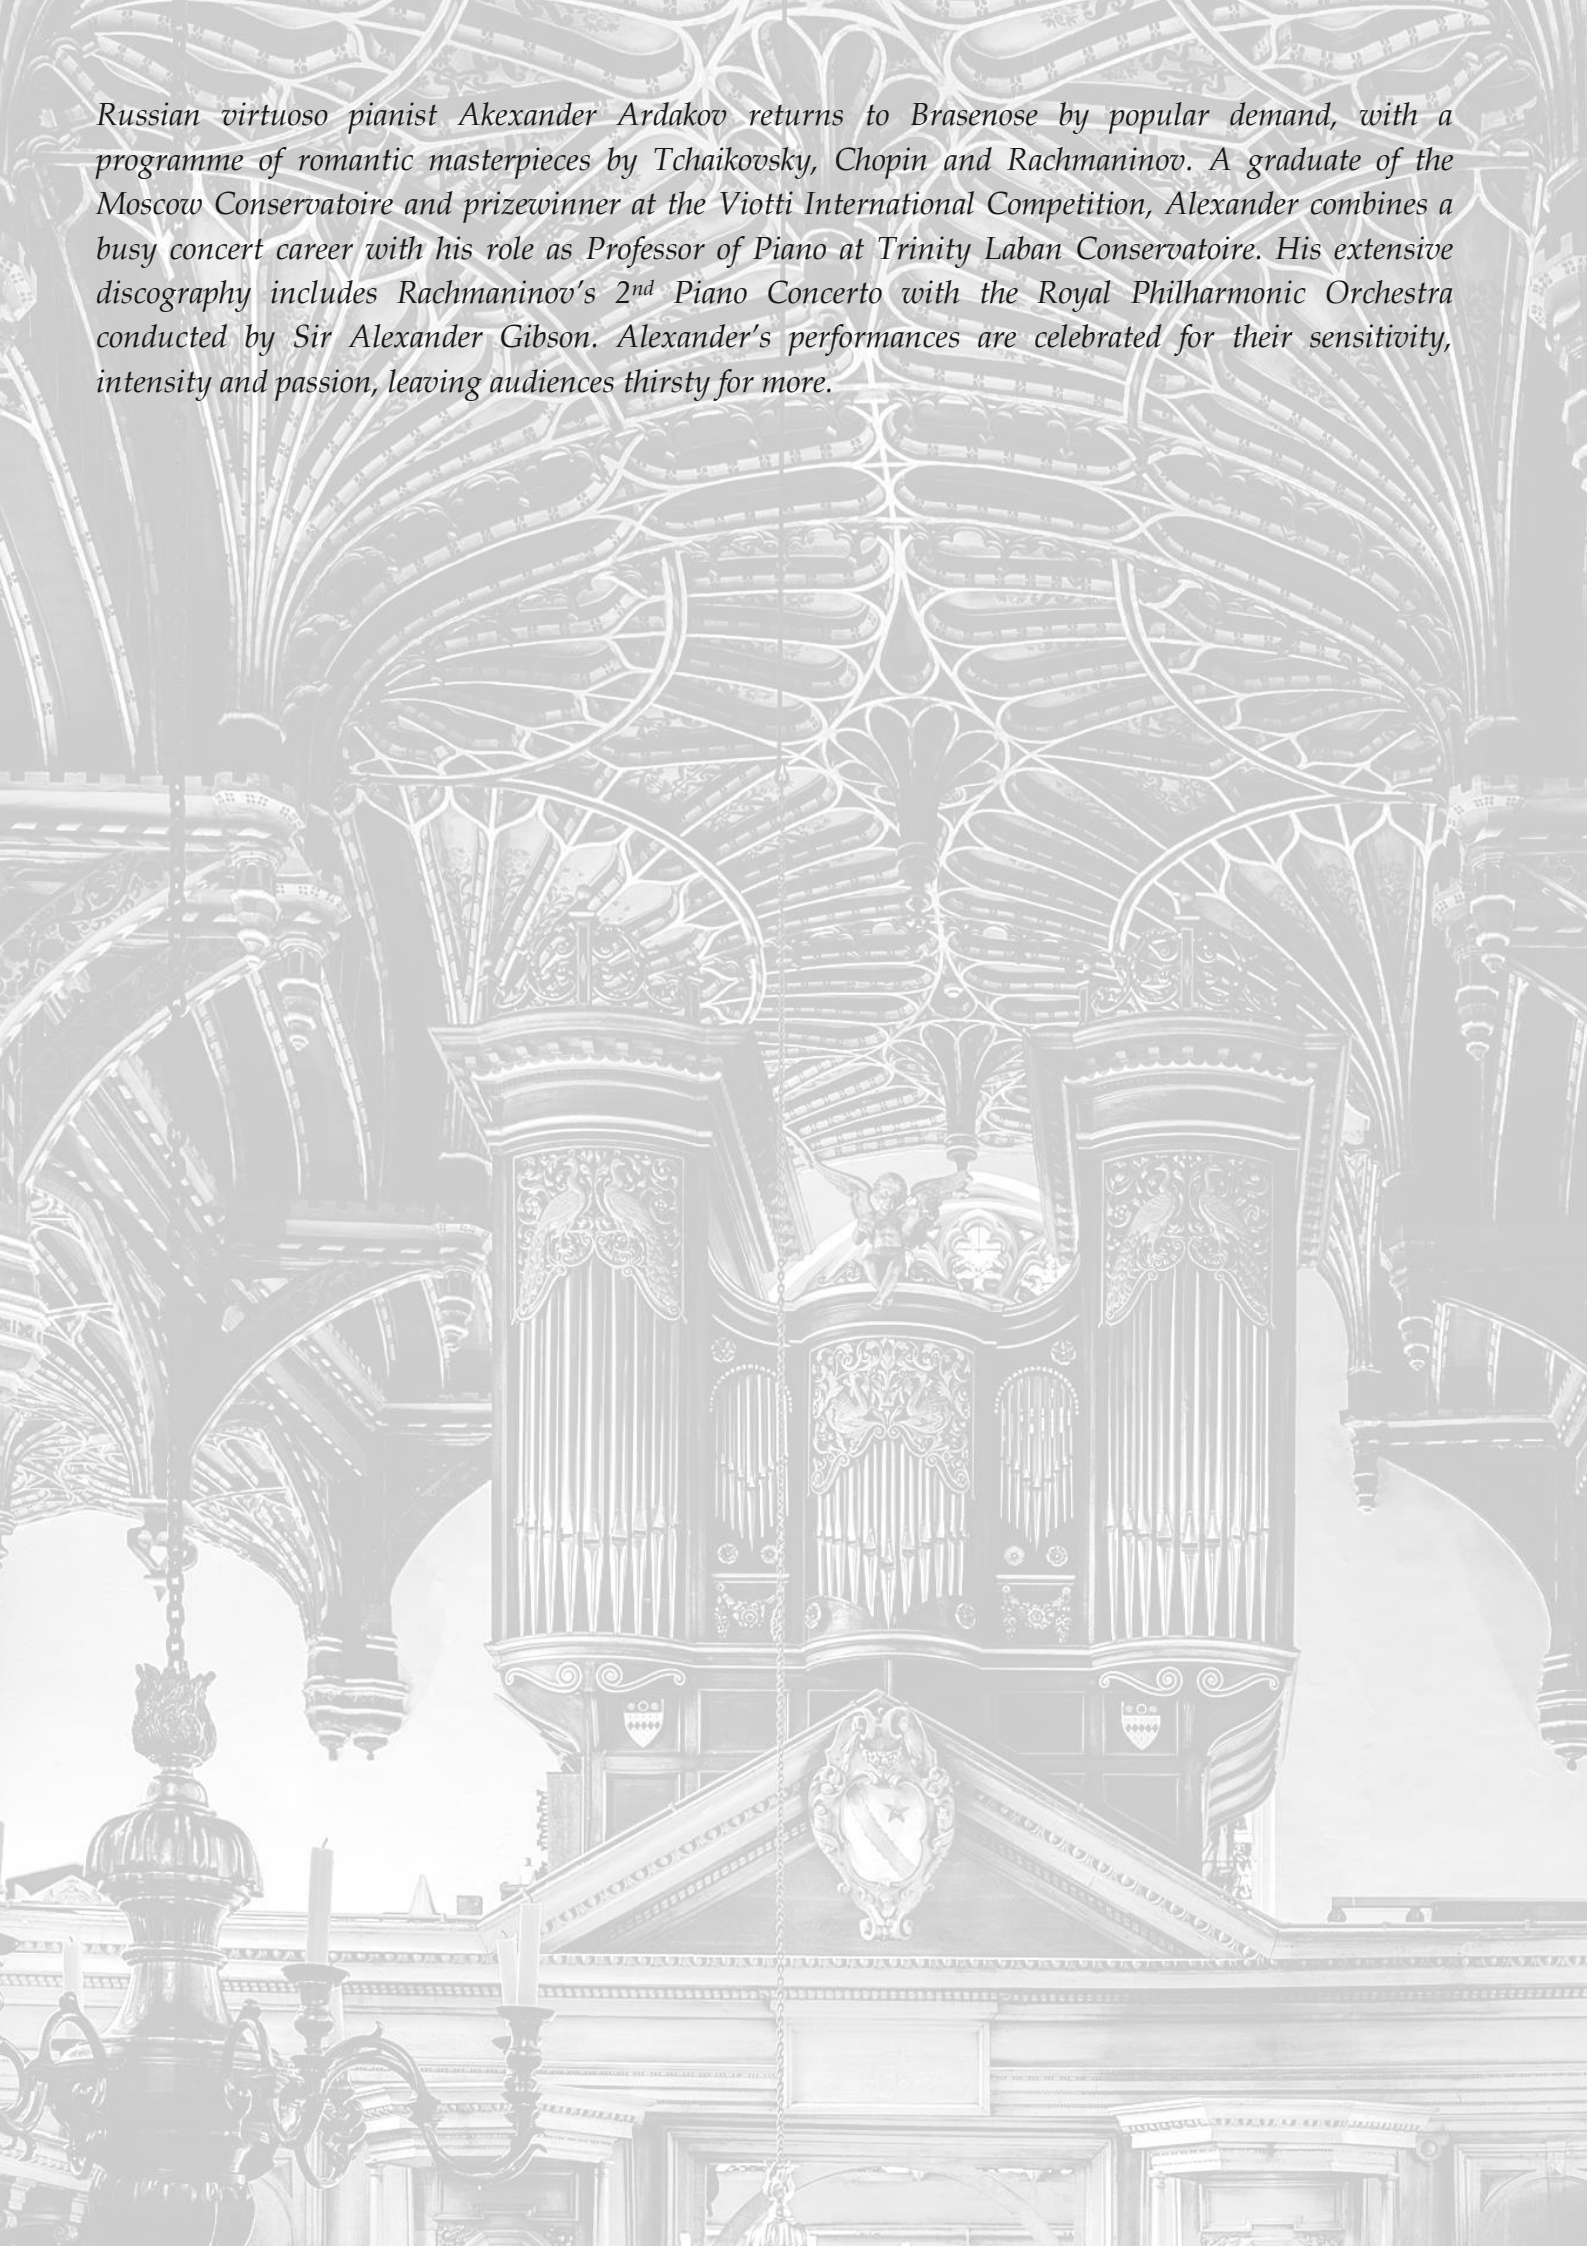 Russian virtuoso pianist Akexander Ardakov returns to Brasenose by popular demand, with a
programme of romantic masterpieces by Tchaikovsky, Chopin and Rachmaninov. A graduate of the
Moscow Conservatoire and prizewinner at the Viotti International Competition, Alexander combines a
busy concert career with his role as Professor of Piano at Trinity Laban Conservatoire. His extensive
discography includes Rachmaninov's 2nd Piano Concerto with the Royal Philharmonic Orchestra
conducted by Sir Alexander Gibson. Alexander's performances are celebrated for their sensitivity,
intensity and passion, leaving audiences thirsty for more.